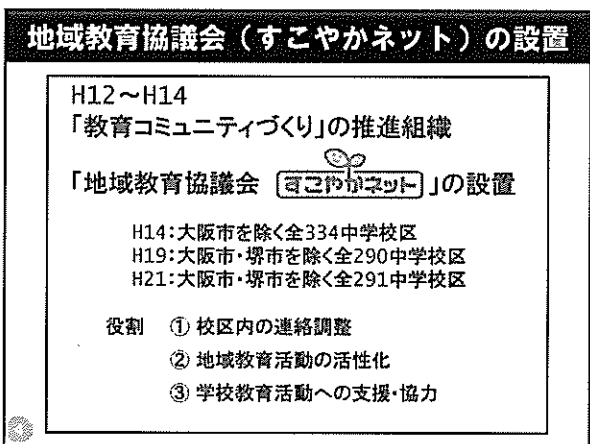 地域教育協議会（すこやかネット）の設置
H12～H14
「教育コミュニティづくり」の推進組織
「地域教育協議会 すこやかネット」の設置
H14：大阪市を除く全334中学校区
H19：大阪市・堺市を除く全290中学校区
H21：大阪市・堺市を除く全291中学校区
役割 ① 校区内の連絡調整
② 地域教育活動の活性化
③ 学校教育活動への支援・協力